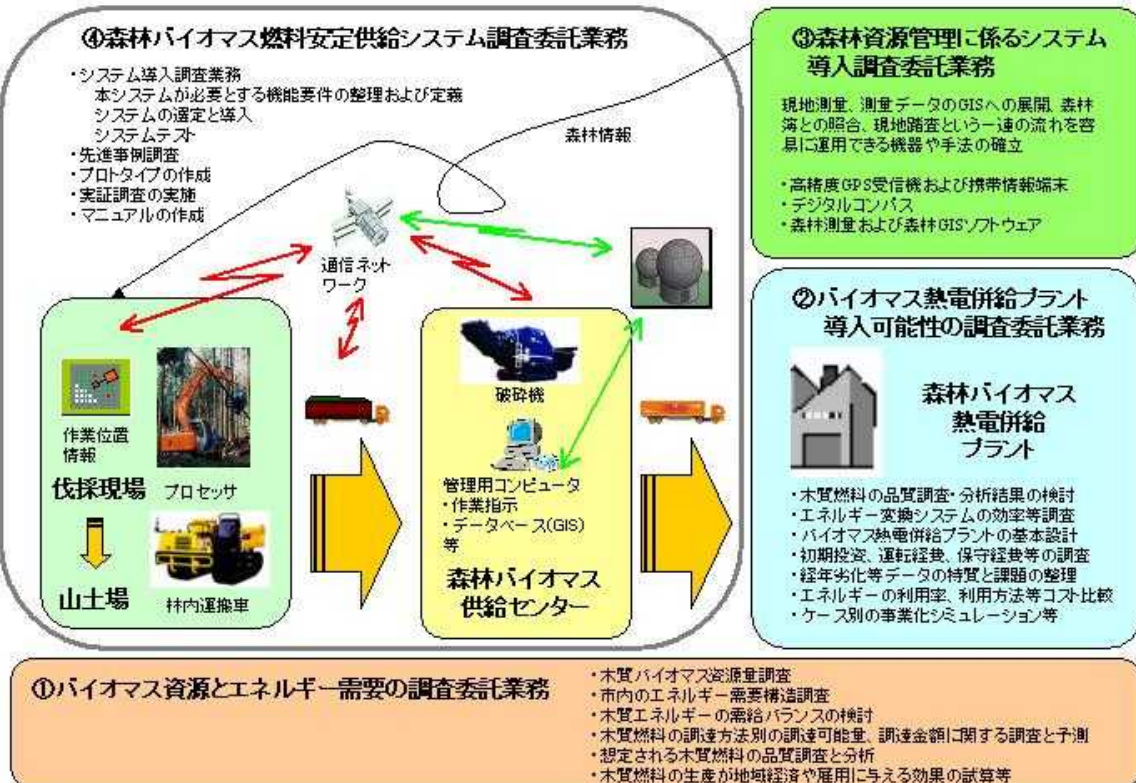 ④森林バイオマス燃料安定供給システム調査委託業務
・システム導入調査業務
本システムが必要とする機能要件の整理および定義
システムの選定と導入
システムテスト
・先進事例調査
・プロトタイプの作成
・実証調査の実施
・マニュアルの作成
森林情報
通信ネット
ワーク
作業位置
情報
伐採現場
プロセッサ
山土場
林内運搬車
破砕機
管理用コンピュータ
・作業指示
・データベース(GIS)
等
森林バイオマス
供給センター
③森林資源管理に係るシステム
導入調査委託業務
現地測量、測量データのGISへの展開、森林
簿との照合、現地踏査という一連の流れを容
易に運用できる機器や手法の確立
・高精度GPS受信機および携帯情報端末
・デジタルコンパス
・森林測量および森林GISソフトウェア
②バイオマス熱電併給プラント
導入可能性の調査委託業務
森林バイオマス
熱電併給
プラント
・木質燃料の品質調査・分析結果の検討
・エネルギー変換システムの効率等調査
・バイオマス熱電併給プラントの基本設計
・初期投資、運転経費、保守経費等の調査
・経年劣化等データの特質と課題の整理
・エネルギーの利用率、利用方法等コスト比較
・ケース別の事業化シミュレーション等
①バイオマス資源とエネルギー需要の調査委託業務
・木質バイオマス資源量調査
・市内のエネルギー需要構造調査
・木質エネルギーの需給バランスの検討
・木質燃料の調達方法別の調達可能量、調達金額に関する調査と予測
・想定される木質燃料の品質調査と分析
・木質燃料の生産が地域経済や雇用に与える効果の試算等